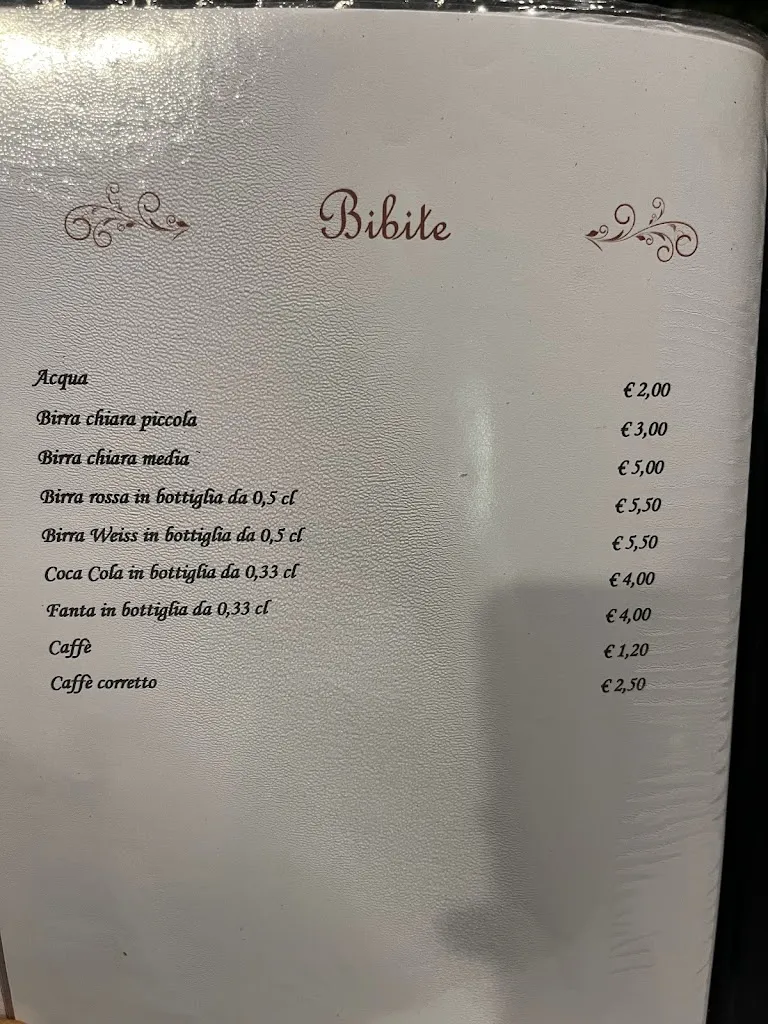 Bibite
Acqua € 2,00
Birra chiara piccola € 3,00
Birra chiara media € 5,00
Birra rossa in bottiglia da 0,5 cl € 5,50
Birra Weiss in bottiglia da 0,5 cl € 5,50
Coca Cola in bottiglia da 0,33 cl € 4,00
Fanta in bottiglia da 0,33 cl € 4,00
Caffè € 1,20
Caffè corretto € 2,50